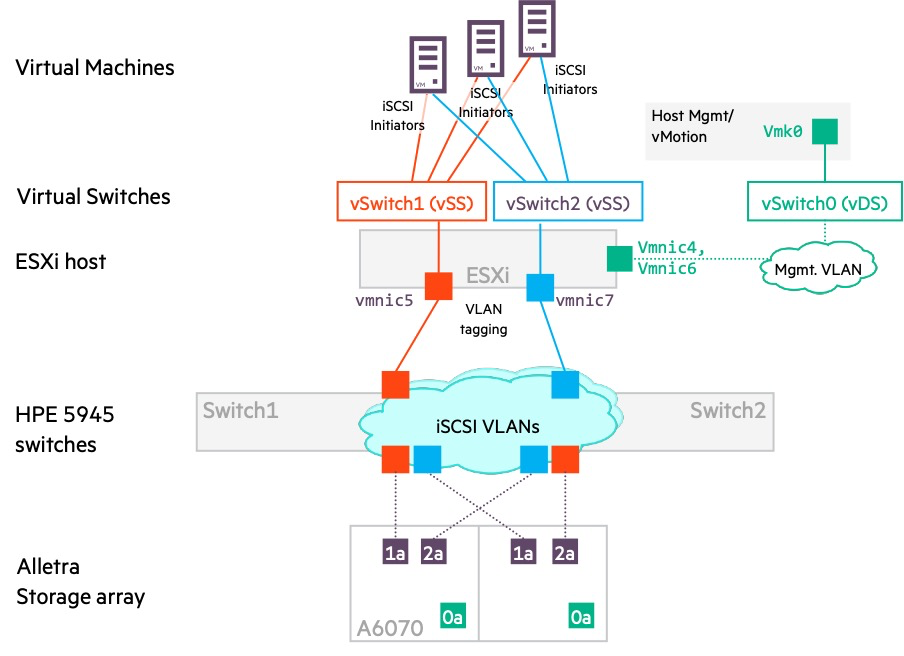 Virtual Machines
VM
VM
VM
iSCSI
Initiators
iSCSI
Initiators
iSCSI
Initiators
Host Mgmt/
vMotion
Vmk0
Virtual Switches
vSwitch1 (vSS)
vSwitch2 (vSS)
vSwitch0 (vDS)
ESXi host
ESXi
Vmnic4,
Vmnic6
Mgmt. VLAN
vmnic5
vmnic7
VLAN
tagging
HPE 5945
switches
Switch1
Switch2
iSCSI VLANs
Alletra
Storage array
1a
2a
1a
2a
0a
0a
A6070